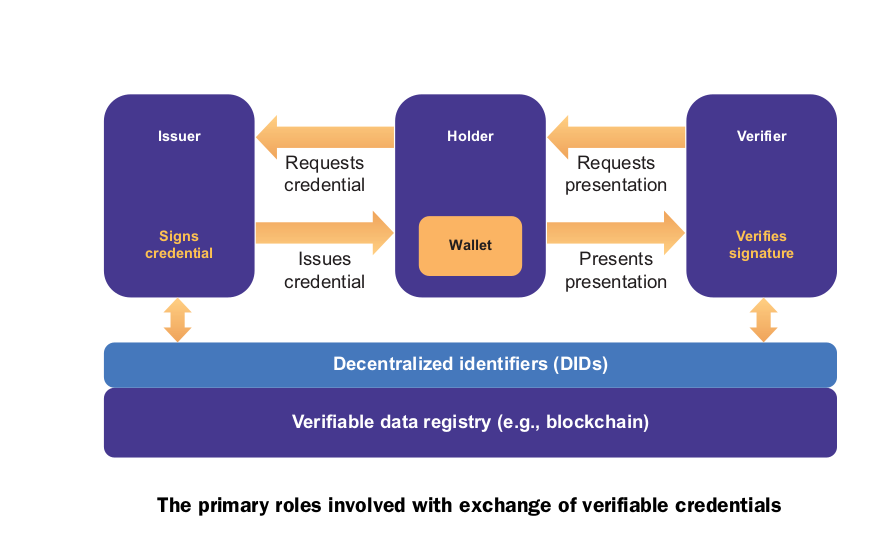 Issuer
Holder
Verifier
Requests
credential
Requests
presentation
Signs
credential
Wallet
Verifies
signature
Issues
credential
Presents
presentation
Decentralized identifiers (DIDs)
Verifiable data registry (e.g., blockchain)
The primary roles involved with exchange of verifiable credentials